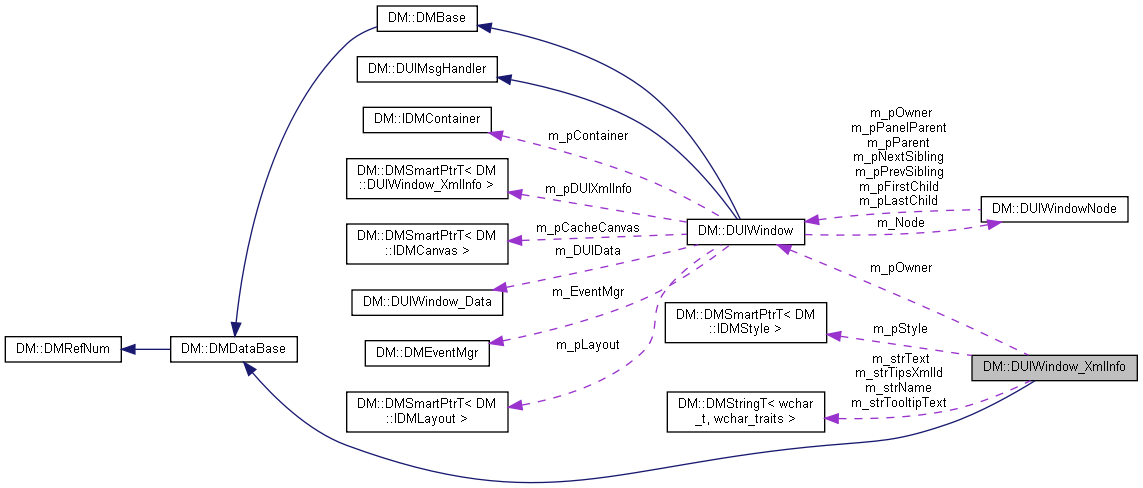 DM::DMBase
DM::DUIMsgHandler
DM::IDMContainer
DM::DMSmartPtrT< DM
::DUIWindow_XmlInfo >
DM::DMSmartPtrT< DM
::IDMCanvas >
DM::DUIWindow_Data
DM::DMEventMgr
DM::DMSmartPtrT< DM
::IDMLayout >
DM::DMRefNum
DM::DMDataBase
m_pContainer
m_pDUIXmlInfo
m_pCacheCanvas
m_DUIData
m_EventMgr
m_pLayout
DM::DUIWindow
m_pOwner
m_pPanelParent
m_pParent
m_pNextSibling
m_pPrevSibling
m_pFirstChild
m_pLastChild
m_Node
DM::DUIWindowNode
m_pOwner
DM::DMSmartPtrT< DM
::IDMStyle >
m_pStyle
DM::DUIWindow_XmlInfo
m_strText
m_strTipsXmlId
m_strName
m_strTooltipText
DM::DMStringT< wchar
_t, wchar_traits >